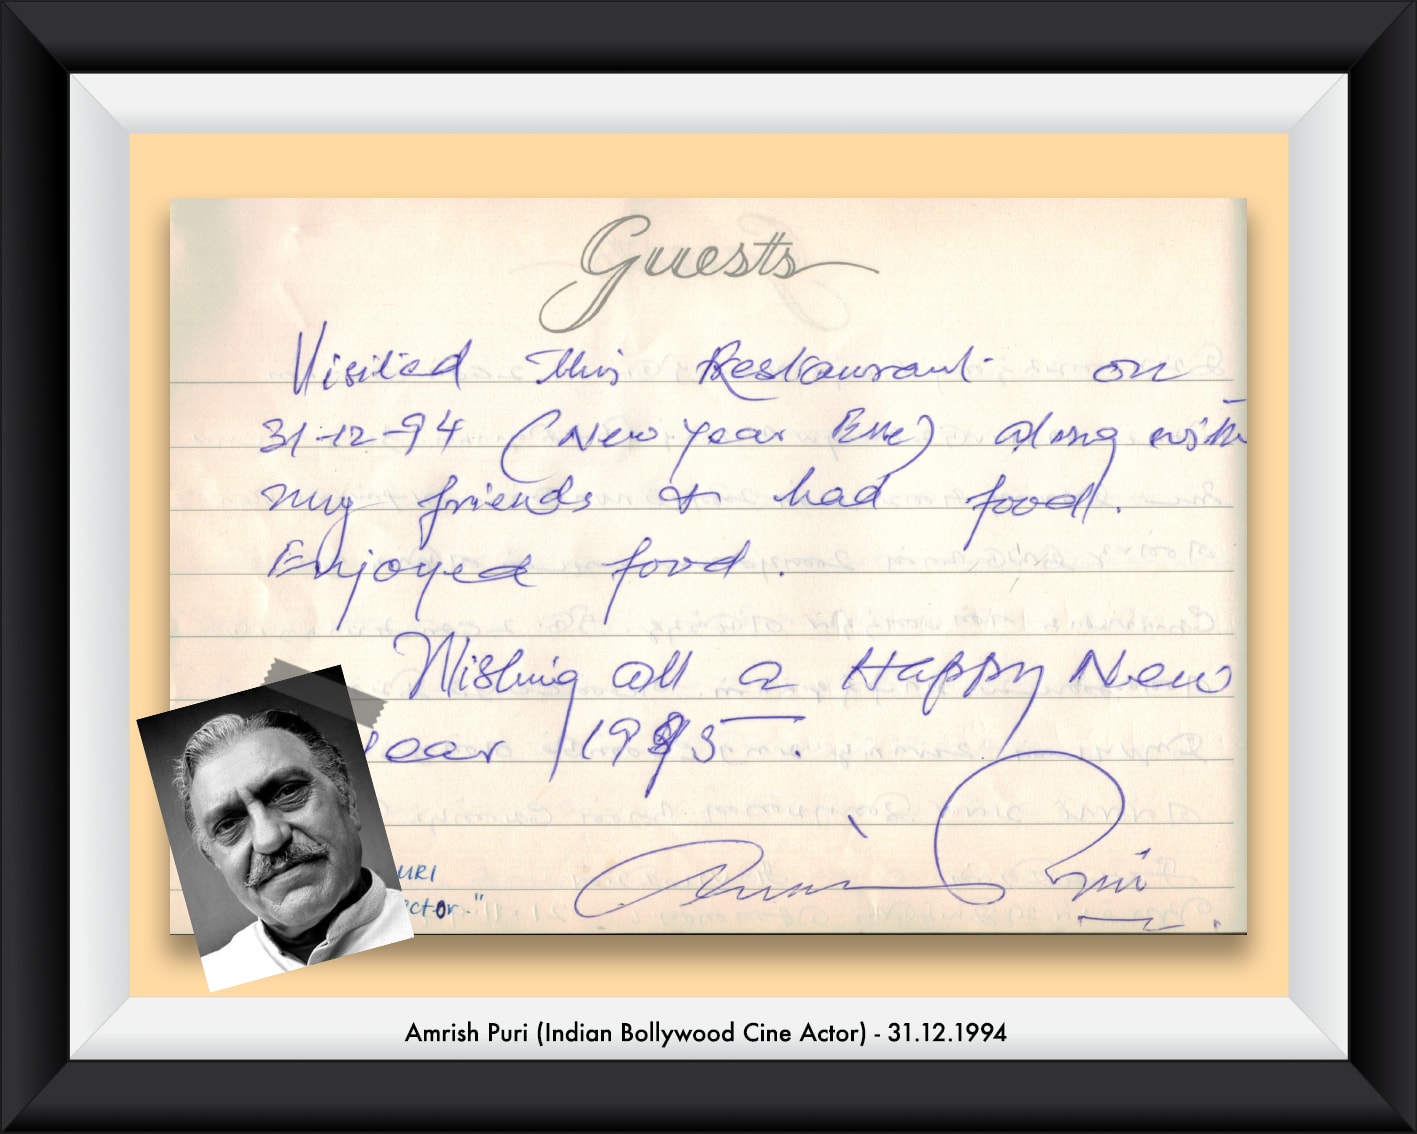 Guests
Visited this Restaurant on
31-12-94 (New year Eve) along with
my friends & had food.
Enjoyed food.
Wishing all a Happy New
year 1995.
Amrish Puri
URI
ctor."
Amrish Puri (Indian Bollywood Cine Actor) - 31.12.1994